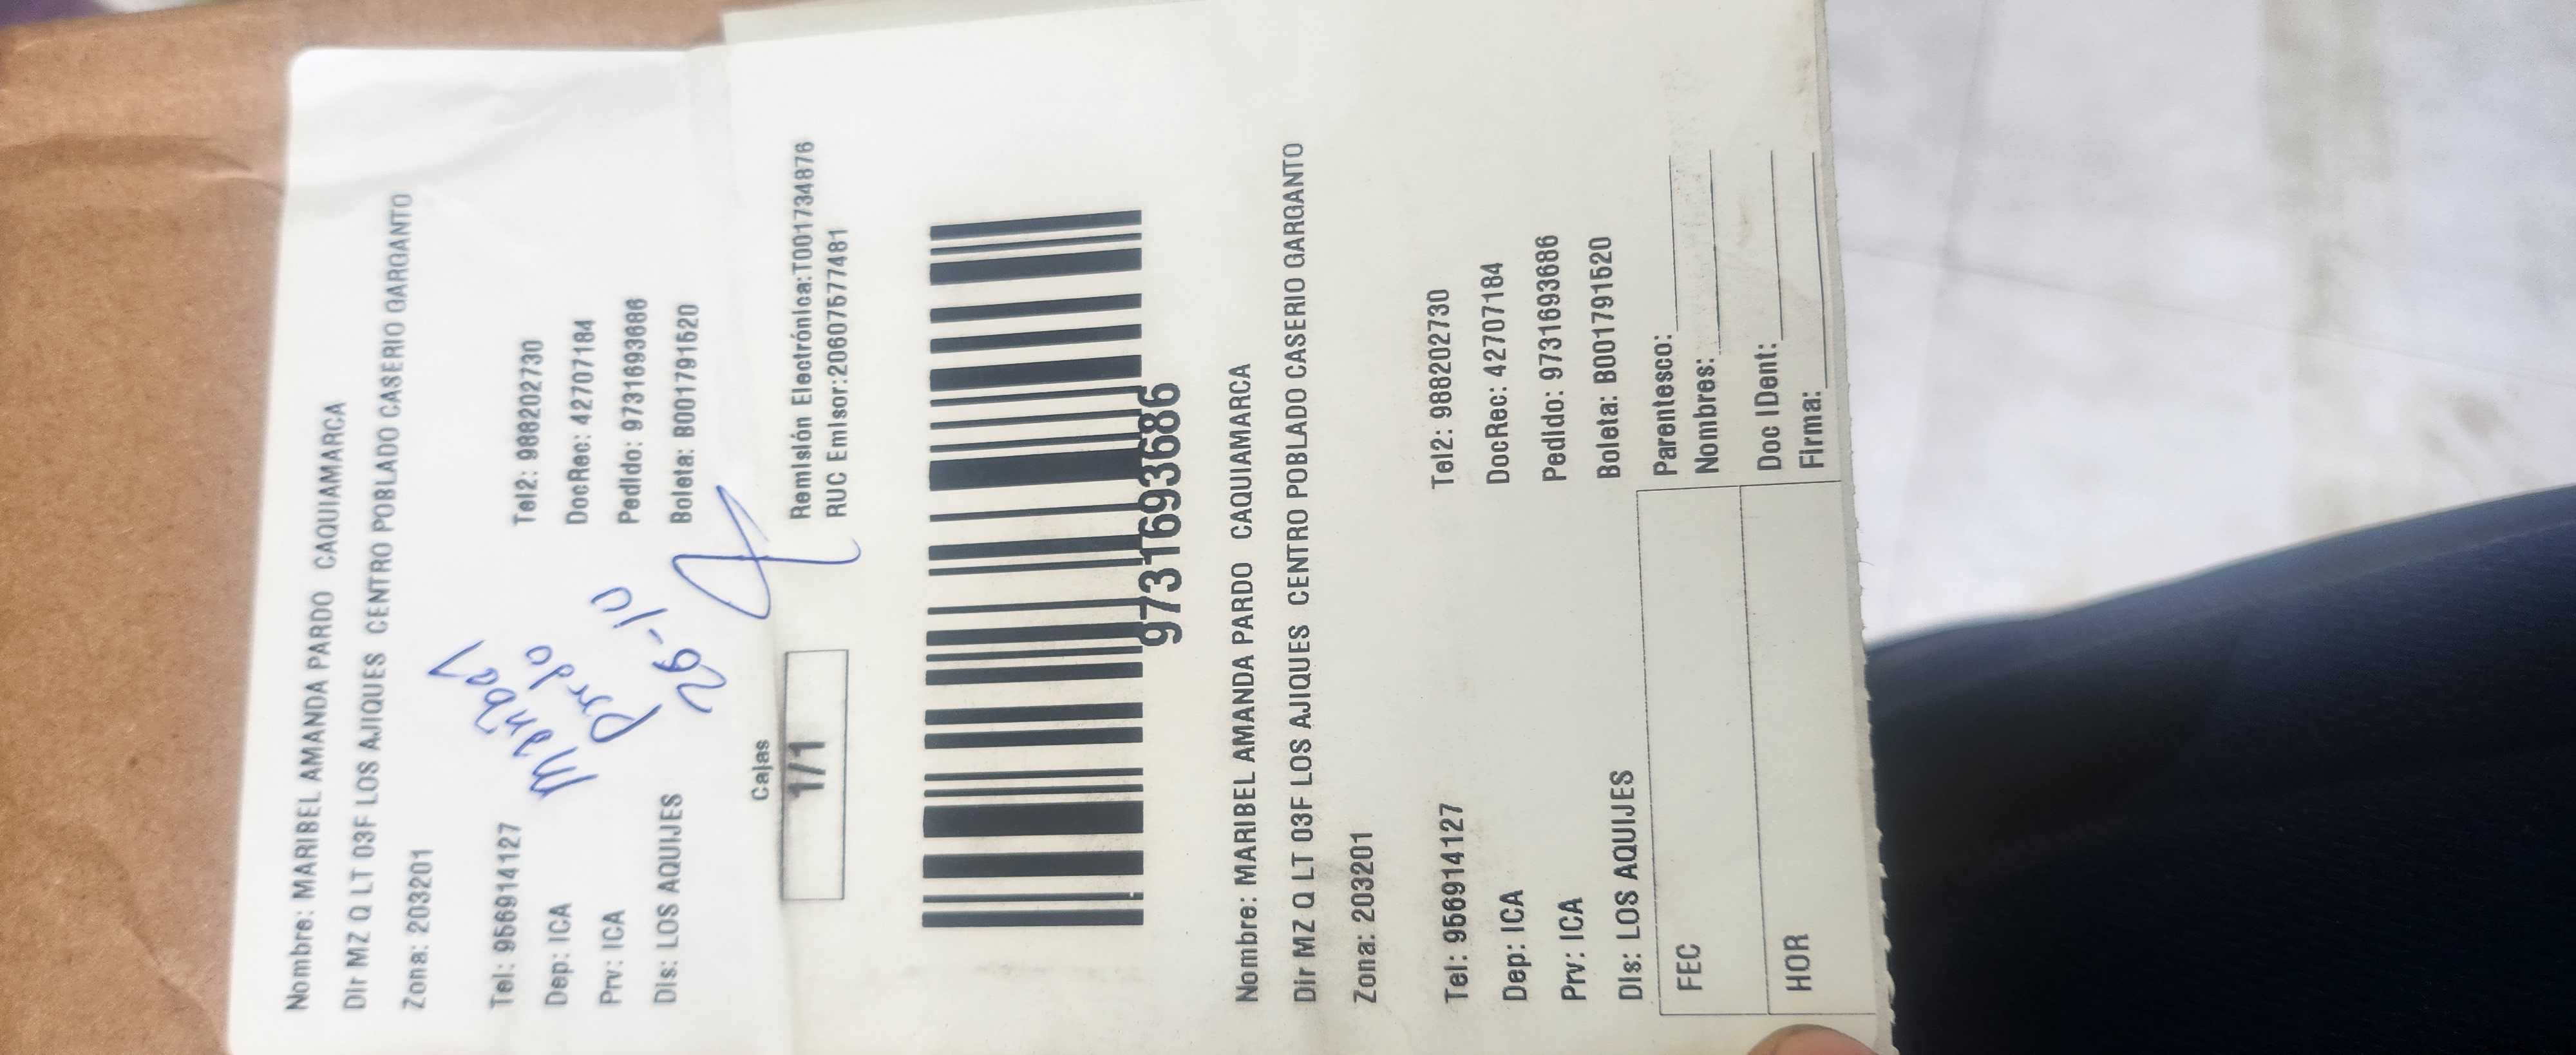 Nombre: MARIBEL AMANDA PARDO CAQUIAMARCA
Dir MZ Q LT 03F LOS AJIQUES CENTRO POBLADO CASERIO GARGANTO
Zona: 203201
Tel: 956914127 Tel2: 988202730
Dep: ICA DocRec: 42707184
Prv: ICA Pedido: 9731693686
Dis: LOS AQUIJES Boleta: B001791520
Maribel
Pardo
26-10
Cajas
1/1
Remisión Electrónica:T001734876
RUC Emisor:20607577481
9731693686
Nombre: MARIBEL AMANDA PARDO CAQUIAMARCA
Dir MZ Q LT 03F LOS AJIQUES CENTRO POBLADO CASERIO GARGANTO
Zona: 203201
Tel: 956914127 Tel2: 988202730
Dep: ICA DocRec: 42707184
Prv: ICA Pedido: 9731693686
Dis: LOS AQUIJES Boleta: B001791520
FEC
HOR
Parentesco:
Nombres:
Doc IDent:
Firma: